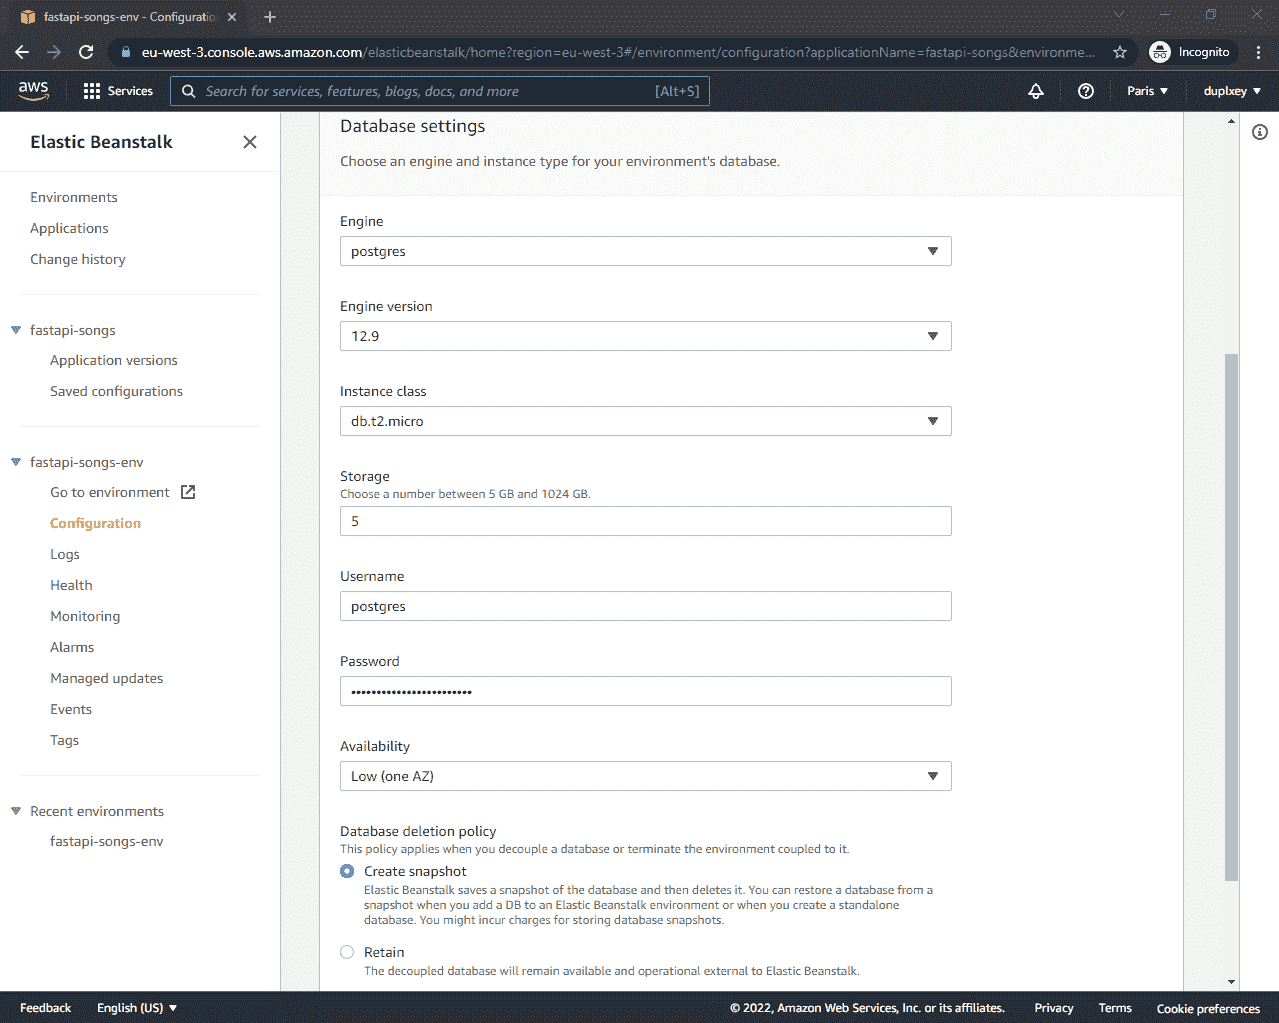 fastapi-songs-env - Configuratio
eu-west-3.console.aws.amazon.com/elasticbeanstalk/home?region=eu-west-3#/environment/configuration?applicationName=fastapi-songs&environme...
Incognito
aws
Services
Search for services, features, blogs, docs, and more
[Alt+S]
Paris
duplxey
Elastic Beanstalk
Environments
Applications
Change history
fastapi-songs
Application versions
Saved configurations
fastapi-songs-env
Go to environment
Configuration
Logs
Health
Monitoring
Alarms
Managed updates
Events
Tags
Recent environments
fastapi-songs-env
Database settings
Choose an engine and instance type for your environment's database.
Engine
postgres
Engine version
12.9
Instance class
db.t2.micro
Storage
Choose a number between 5 GB and 1024 GB.
5
Username
postgres
Password
Availability
Low (one AZ)
Database deletion policy
This policy applies when you decouple a database or terminate the environment coupled to it.
Create snapshot
Elastic Beanstalk saves a snapshot of the database and then deletes it. You can restore a database from a
snapshot when you add a DB to an Elastic Beanstalk environment or when you create a standalone
database. You might incur charges for storing database snapshots.
Retain
The decoupled database will remain available and operational external to Elastic Beanstalk.
Feedback
English (US)
© 2022, Amazon Web Services, Inc. or its affiliates.
Privacy
Terms
Cookie preferences